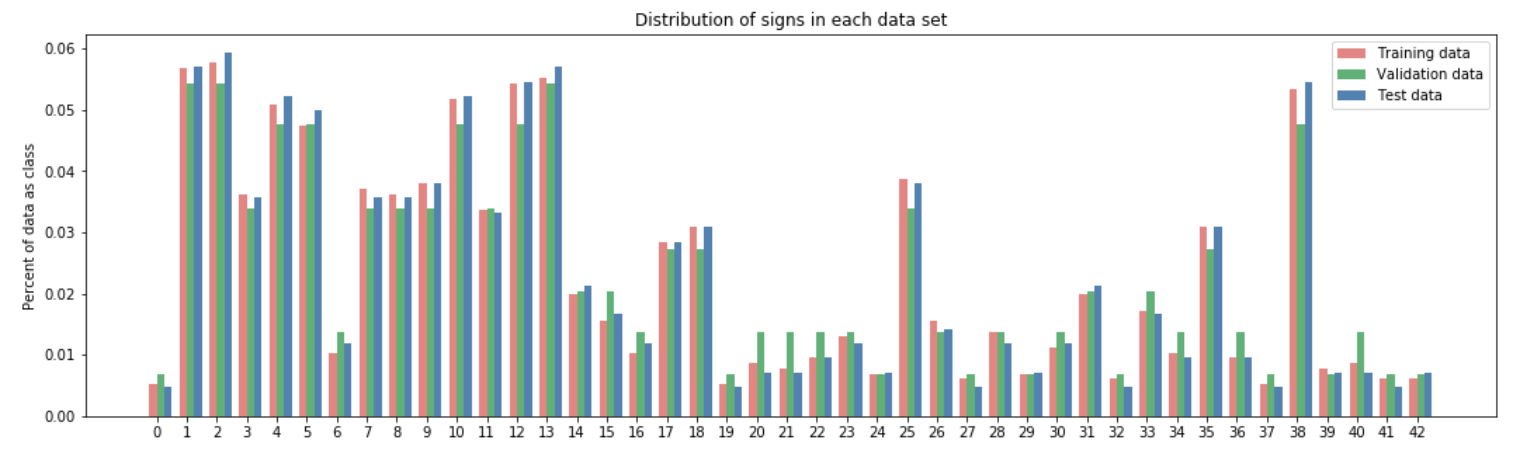 Distribution of signs in each data set
Percent of data as class
0.06
0.05
0.04
0.03
0.02
0.01
0.00
Training data
Validation data
Test data
0 1 2 3 4 5 6 7 8 9 10 11 12 13 14 15 16 17 18 19 20 21 22 23 24 25 26 27 28 29 30 31 32 33 34 35 36 37 38 39 40 41 42